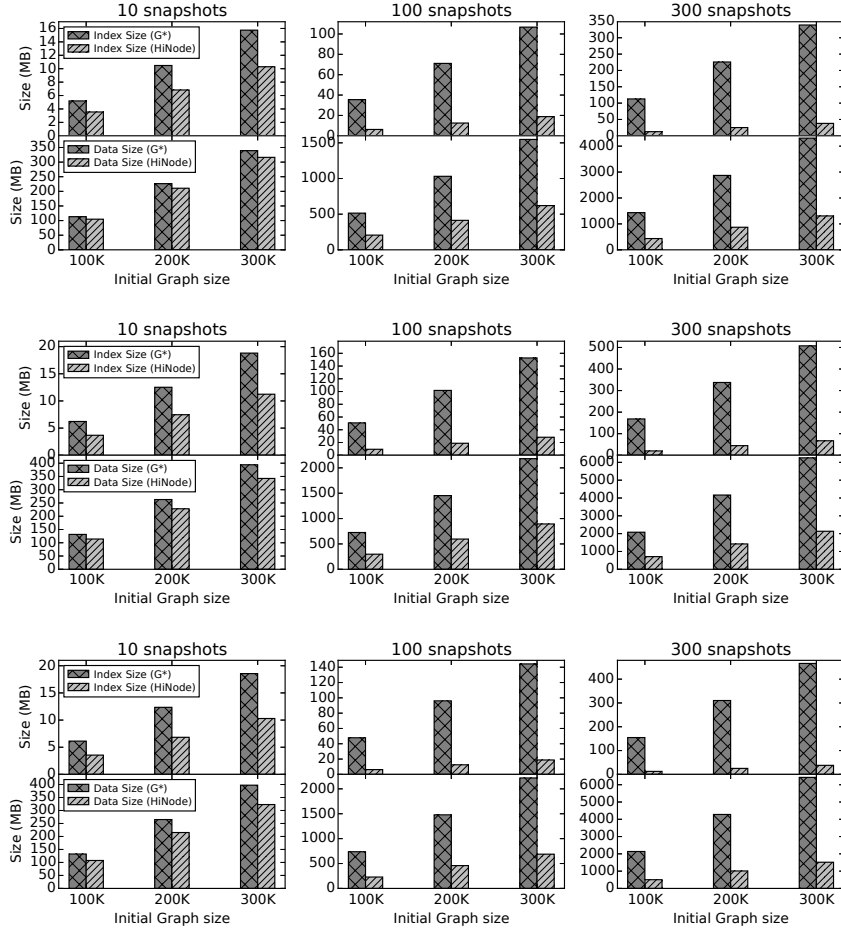 10 snapshots
Size (MB)
16
14
12
10
8
6
4
2
0
Index Size (G*)
Index Size (HiNode)
Size (MB)
350
300
250
200
150
100
50
0
Data Size (G*)
Data Size (HiNode)
100K 200K 300K
Initial Graph size
100 snapshots
100
80
60
40
20
0
1500
1000
500
0
100K 200K 300K
Initial Graph size
300 snapshots
350
300
250
200
150
100
50
0
4000
3000
2000
1000
0
100K 200K 300K
Initial Graph size
10 snapshots
Size (MB)
20
15
10
5
0
Index Size (G*)
Index Size (HiNode)
Size (MB)
400
350
300
250
200
150
100
50
0
Data Size (G*)
Data Size (HiNode)
100K 200K 300K
Initial Graph size
100 snapshots
160
140
120
100
80
60
40
20
0
2000
1500
1000
500
0
100K 200K 300K
Initial Graph size
300 snapshots
500
400
300
200
100
0
6000
5000
4000
3000
2000
1000
0
100K 200K 300K
Initial Graph size
10 snapshots
Size (MB)
20
15
10
5
0
Index Size (G*)
Index Size (HiNode)
Size (MB)
400
350
300
250
200
150
100
50
0
Data Size (G*)
Data Size (HiNode)
100K 200K 300K
Initial Graph size
100 snapshots
140
120
100
80
60
40
20
0
2000
1500
1000
500
0
100K 200K 300K
Initial Graph size
300 snapshots
400
300
200
100
0
6000
5000
4000
3000
2000
1000
0
100K 200K 300K
Initial Graph size